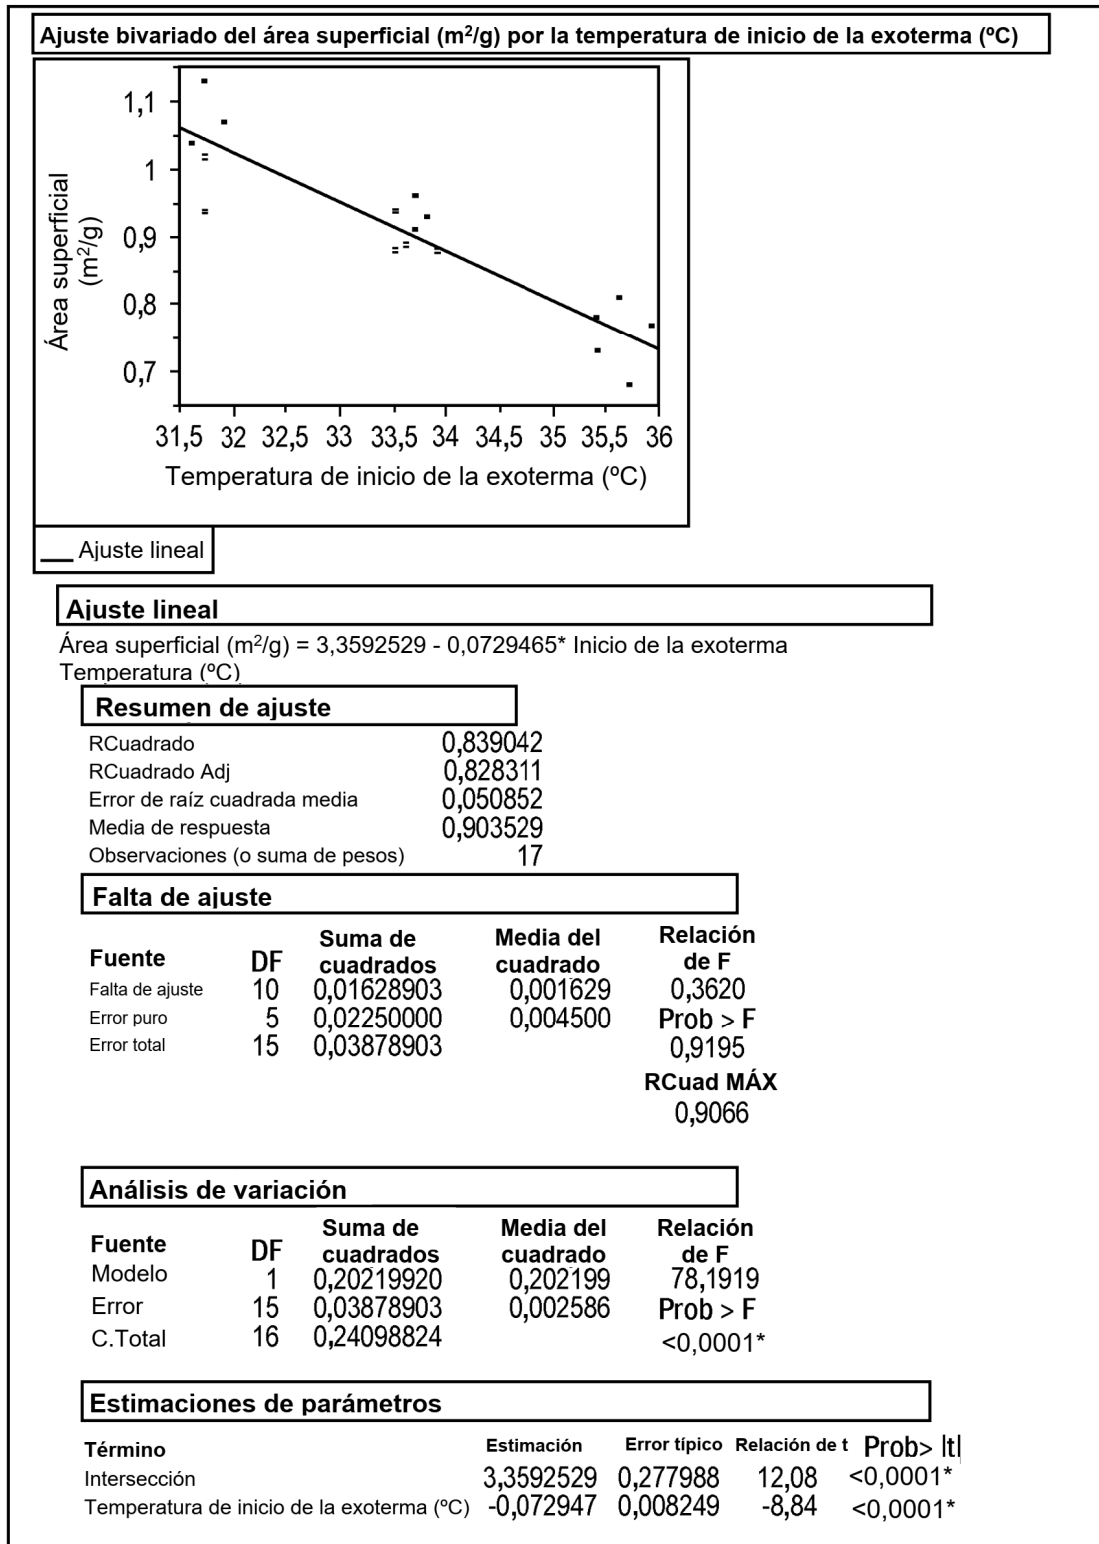 Ajuste bivariado del área superficial (m²/g) por la temperatura de inicio de la exoterma (ºC)
1,1
1
0,9
0,8
0,7
Área superficial
(m²/g)
31,5 32 32,5 33 33,5 34 34,5 35 35,5 36
Temperatura de inicio de la exoterma (ºC)
Ajuste lineal
Ajuste lineal
Área superficial (m²/g) = 3,3592529 - 0,0729465* Inicio de la exoterma
Temperatura (ºC)
Resumen de ajuste
RCuadrado 0,839042
RCuadrado Adj 0,828311
Error de raíz cuadrada media 0,050852
Media de respuesta 0,903529
Observaciones (o suma de pesos) 17
Falta de ajuste
Fuente DF Suma de cuadrados Media del cuadrado Relación de F
Falta de ajuste 10 0,01628903 0,001629 0,3620
Error puro 5 0,02250000 0,004500 Prob > F
Error total 15 0,03878903 0,9195
RCuad MÁX
0,9066
Análisis de variación
Fuente DF Suma de cuadrados Media del cuadrado Relación de F
Modelo 1 0,20219920 0,202199 78,1919
Error 15 0,03878903 0,002586 Prob > F
C.Total 16 0,24098824 <0,0001*
Estimaciones de parámetros
Término Estimación Error típico Relación de t Prob> |t|
Intersección 3,3592529 0,277988 12,08 <0,0001*
Temperatura de inicio de la exoterma (ºC) -0,072947 0,008249 -8,84 <0,0001*